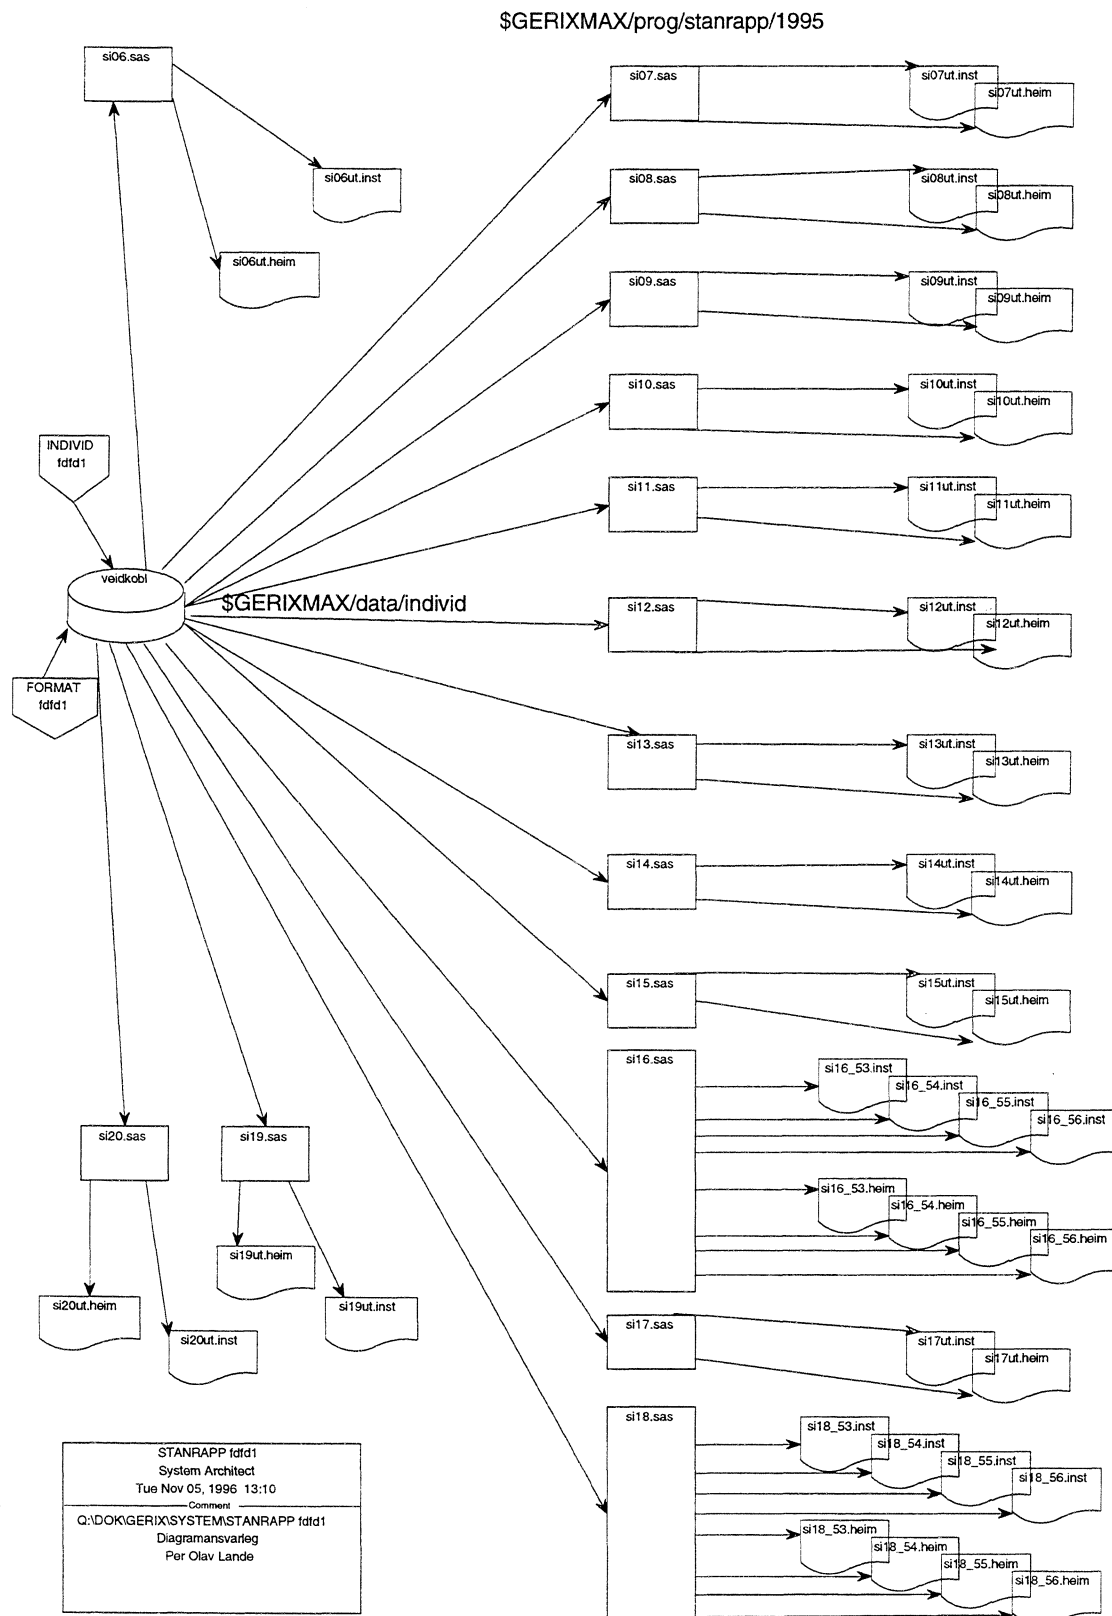 $GERIXMAX/prog/stanrapp/1995
si06.sas
si06ut.inst
si06ut.heim
INDIVID
fdfd1
veidkobl
$GERIXMAX/data/individ
FORMAT
fdfd1
si07.sas
si07ut.inst
si07ut.heim
si08.sas
si08ut.inst
si08ut.heim
si09.sas
si09ut.inst
si09ut.heim
si10.sas
si10ut.inst
si10ut.heim
si11.sas
si11ut.inst
si11ut.heim
si12.sas
si12ut.inst
si12ut.heim
si13.sas
si13ut.inst
si13ut.heim
si14.sas
si14ut.inst
si14ut.heim
si15.sas
si15ut.inst
si15ut.heim
si16.sas
si16_53.inst
si16_54.inst
si16_55.inst
si16_56.inst
si16_53.heim
si16_54.heim
si16_55.heim
si16_56.heim
si17.sas
si17ut.inst
si17ut.heim
si18.sas
si18_53.inst
si18_54.inst
si18_55.inst
si18_56.inst
si18_53.heim
si18_54.heim
si18_55.heim
si18_56.heim
si20.sas
si19.sas
si19ut.heim
si20ut.heim
si19ut.inst
si20ut.inst
STANRAPP fdfd1
System Architect
Tue Nov 05, 1996 13:10
Comment
Q:\DOK\GERIX\SYSTEM\STANRAPP fdfd1
Diagramansvarleg
Per Olav Lande